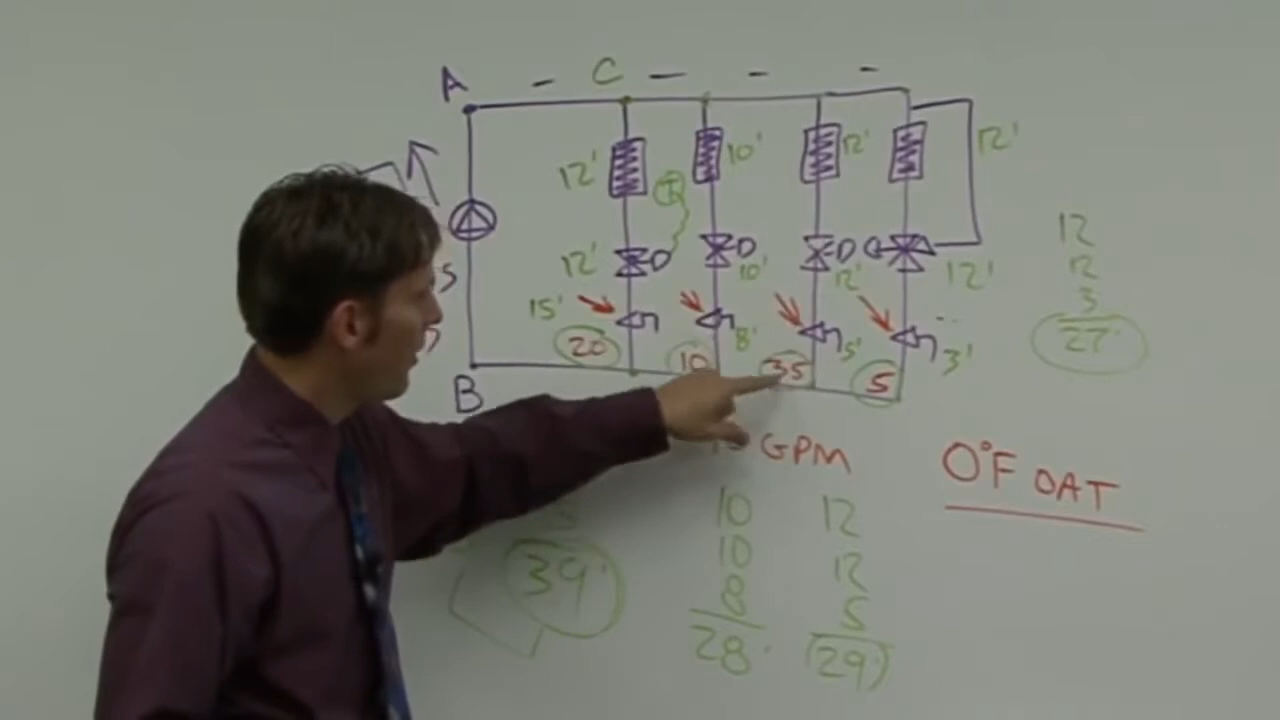 A - C - - -
12' 10' 12' 12'
T
12' D 10' D 12' D 12'
15' 8' 5' 3'
20 10 35 5
B
12
12
3
27'
GPM
0°F OAT
39'
10
10
8
28'
12
12
5
29'